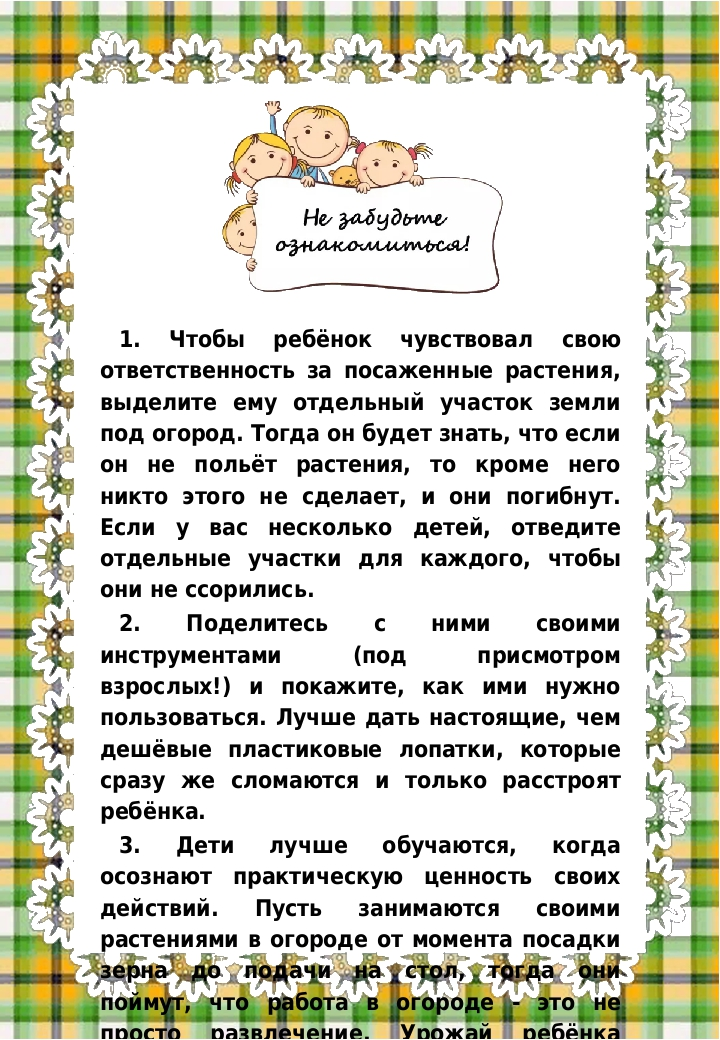 Не забудьте
ознакомиться!
1. Чтобы ребёнок чувствовал свою
ответственность за посаженные растения,
выделите ему отдельный участок земли
под огород. Тогда он будет знать, что если
он не польёт растения, то кроме него
никто этого не сделает, и они погибнут.
Если у вас несколько детей, отведите
отдельные участки для каждого, чтобы
они не ссорились.
2. Поделитесь с ними своими
инструментами (под присмотром
взрослых!) и покажите, как ими нужно
пользоваться. Лучше дать настоящие, чем
дешёвые пластиковые лопатки, которые
сразу же сломаются и только расстроят
ребёнка.
3. Дети лучше обучаются, когда
осознают практическую ценность своих
действий. Пусть занимаются своими
растениями в огороде от момента посадки
зерна до подачи на стол, тогда они
поймут, что работа в огороде - это не
просто развлечение. Урожай ребёнка